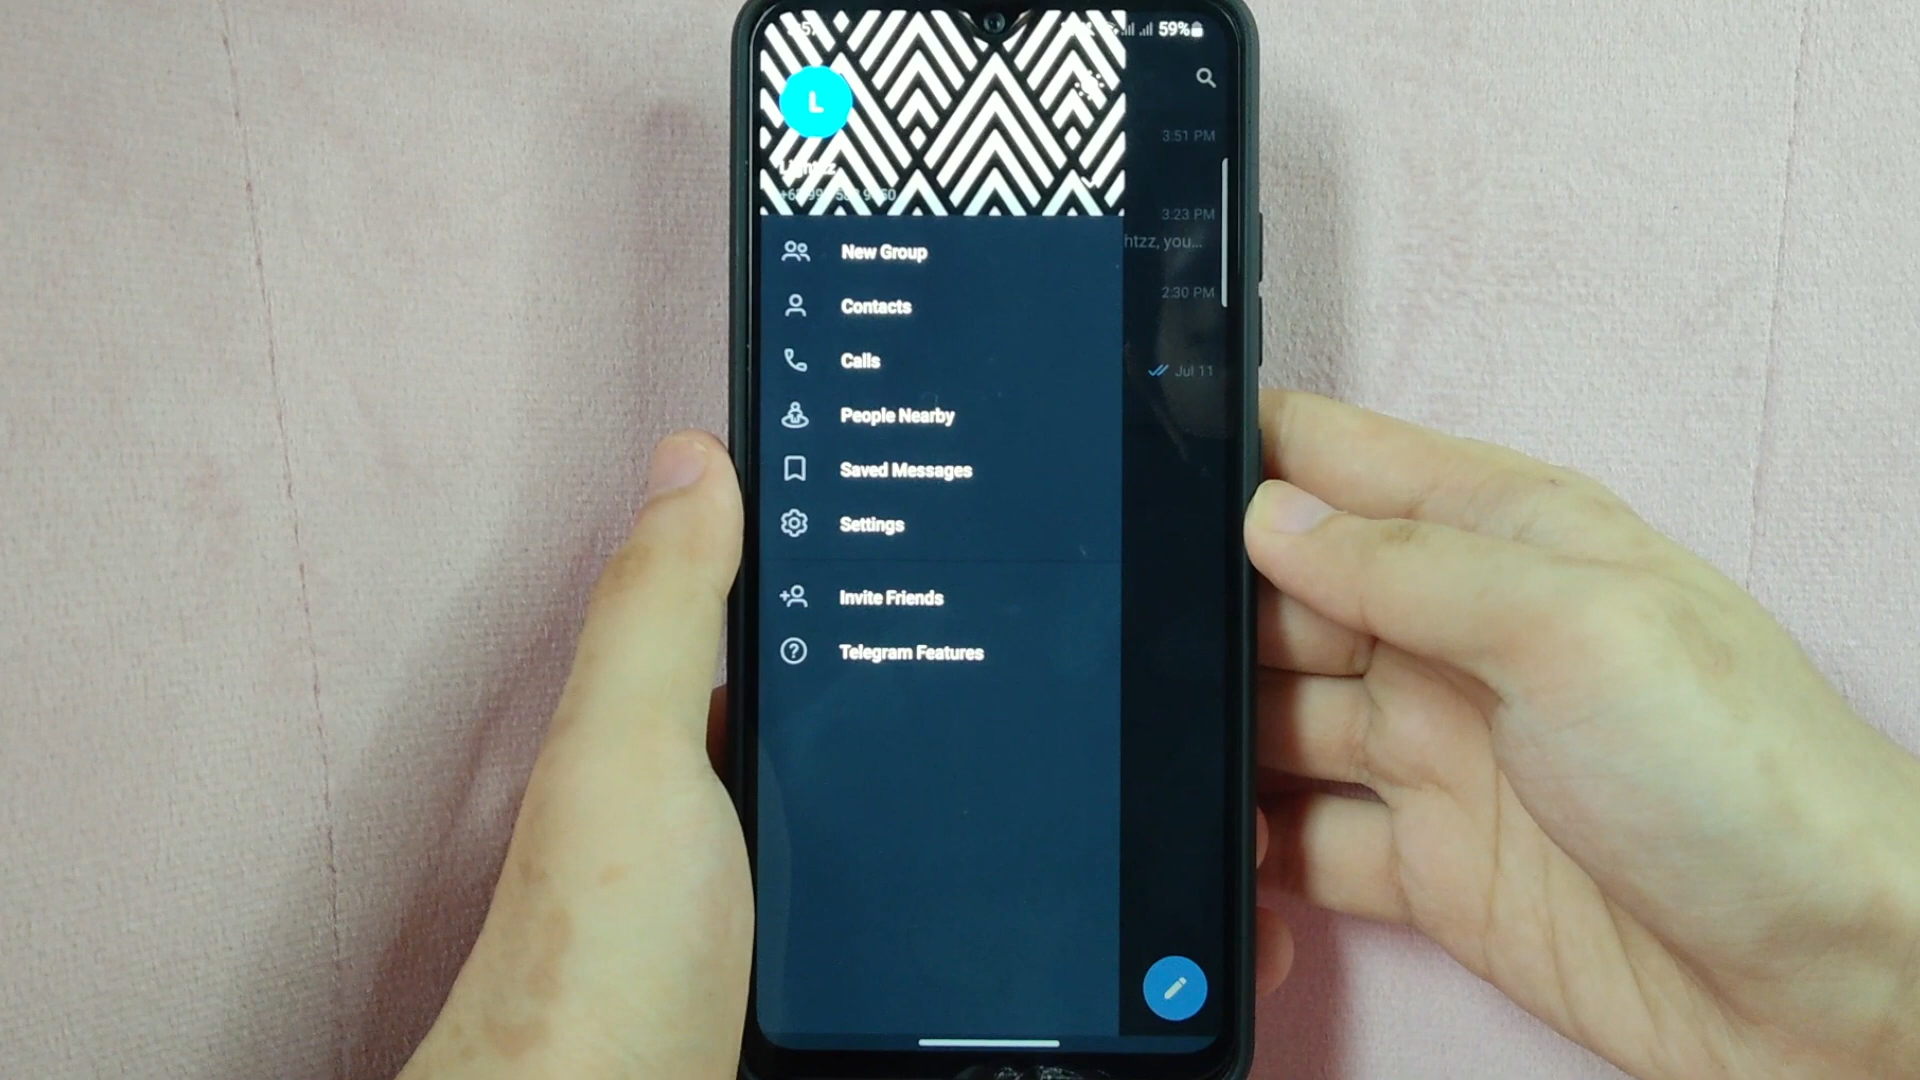 59%
L
3:51 PM
3:23 PM
htzz, you...
2:30 PM
Jul 11
New Group
Contacts
Calls
People Nearby
Saved Messages
Settings
Invite Friends
Telegram Features